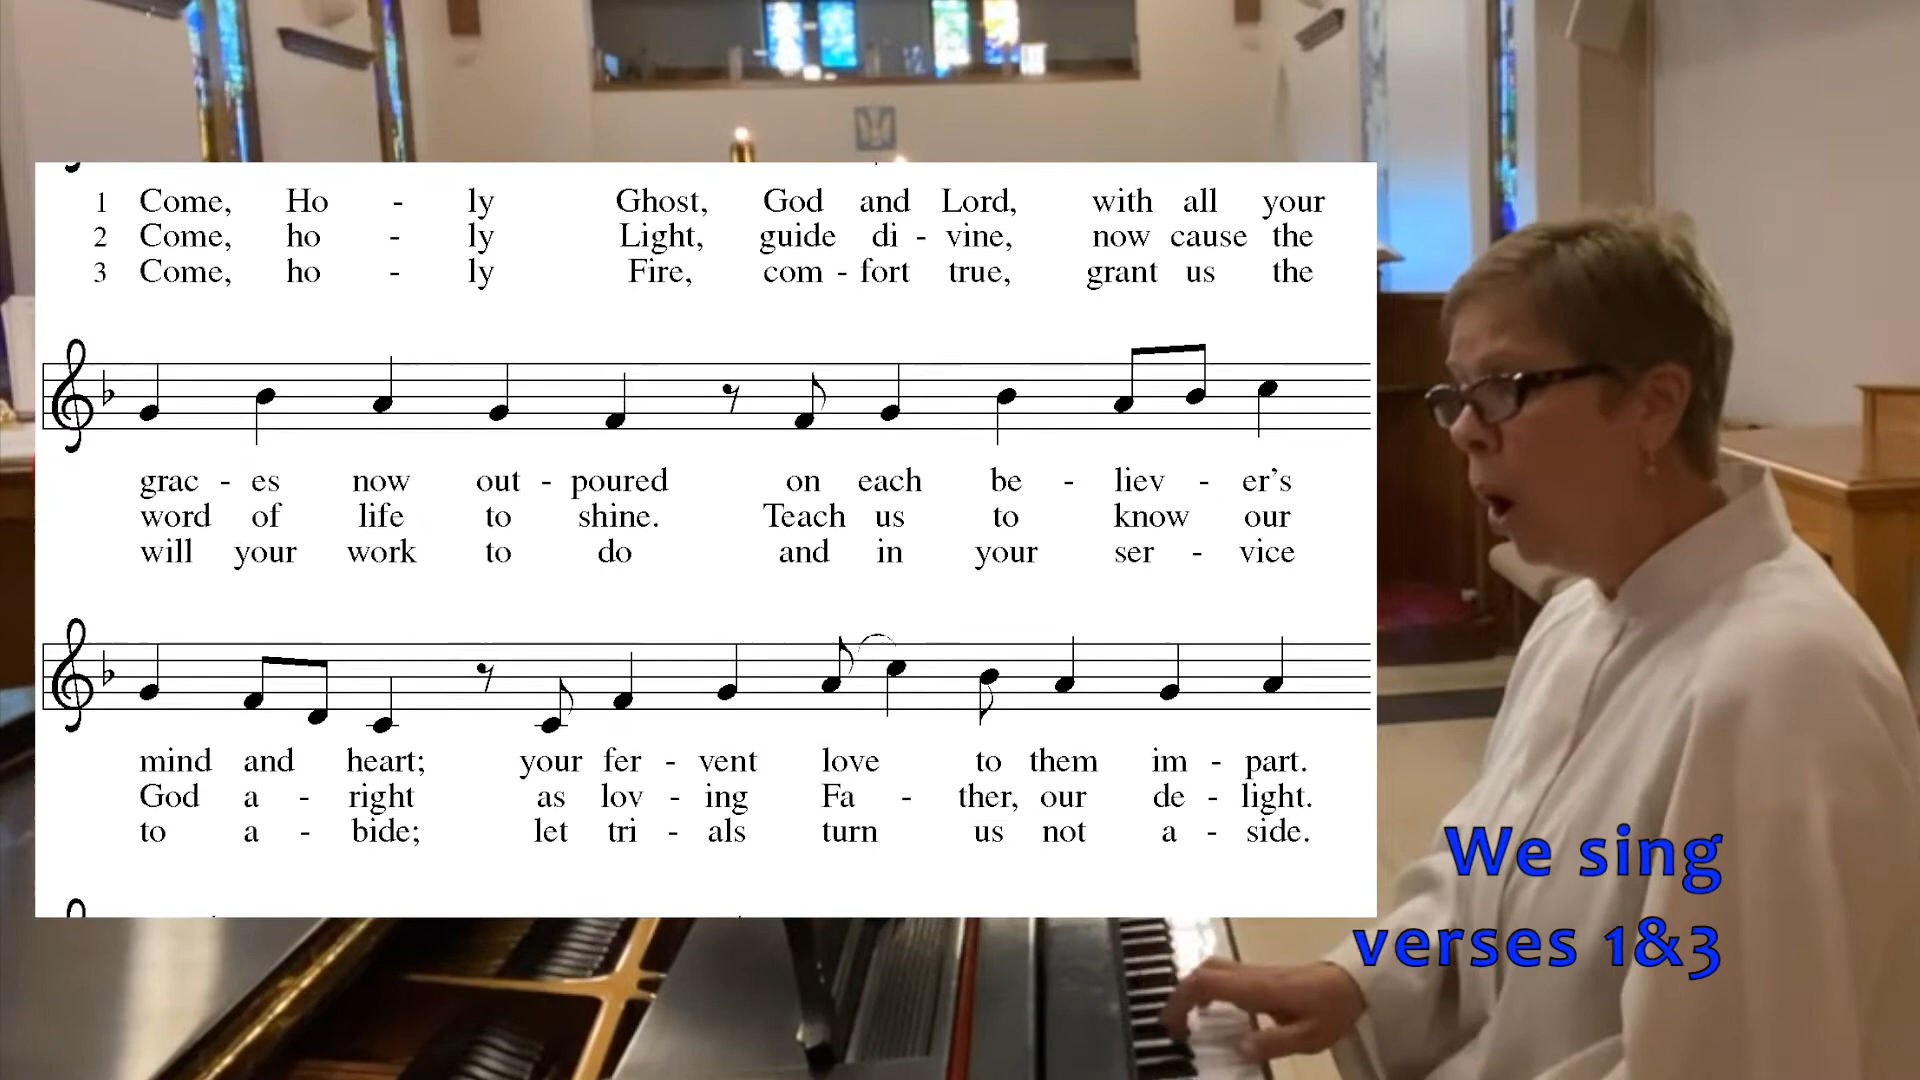 1 Come, Ho - ly Ghost, God and Lord, with all your
2 Come, ho - ly Light, guide di - vine, now cause the
3 Come, ho - ly Fire, com - fort true, grant us the
grac - es now out - poured on each be - liev - er's
word of life to shine. Teach us to know our
will your work to do and in your ser - vice
mind and heart; your fer - vent love to them im - part.
God a - right as lov - ing Fa - ther, our de - light.
to a - bide; let tri - als turn us not a - side.
We sing
verses 1&3